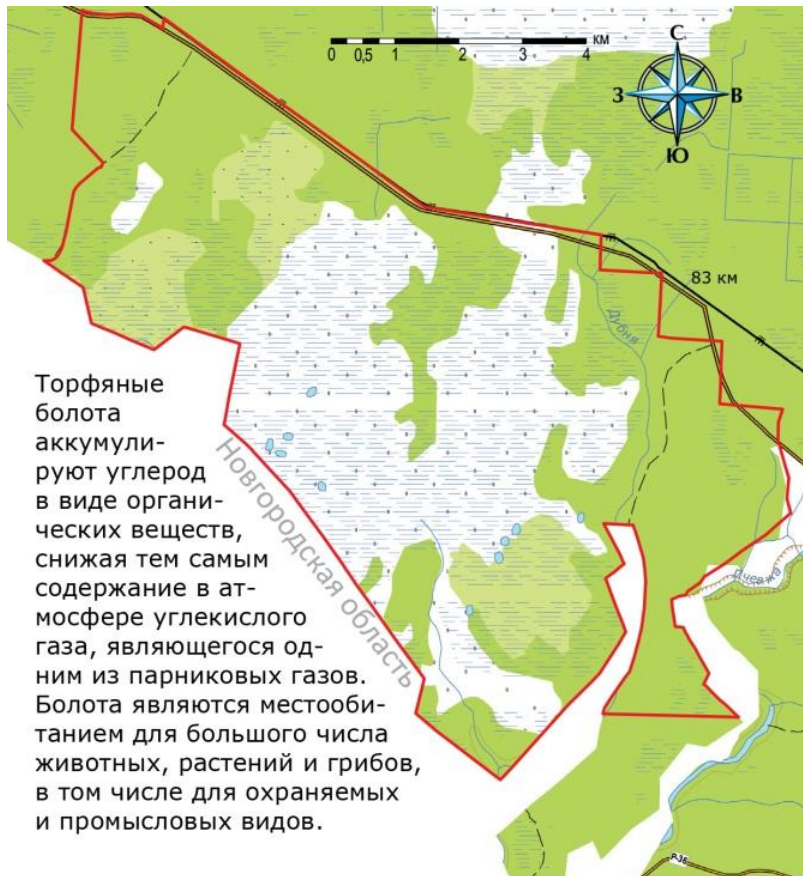 км
0 0,5 1 2 3 4
С
З В
Ю
83 км
Дубня
Торфяные
болота
аккумули-
руют углерод
в виде органи-
ческих веществ,
снижая тем самым
содержание в ат-
мосфере углекислого
газа, являющегося од-
ним из парниковых газов.
Болота являются местооби-
танием для большого числа
животных, растений и грибов,
в том числе для охраняемых
и промысловых видов.
Новгородская область
Пчевжа
Р-36